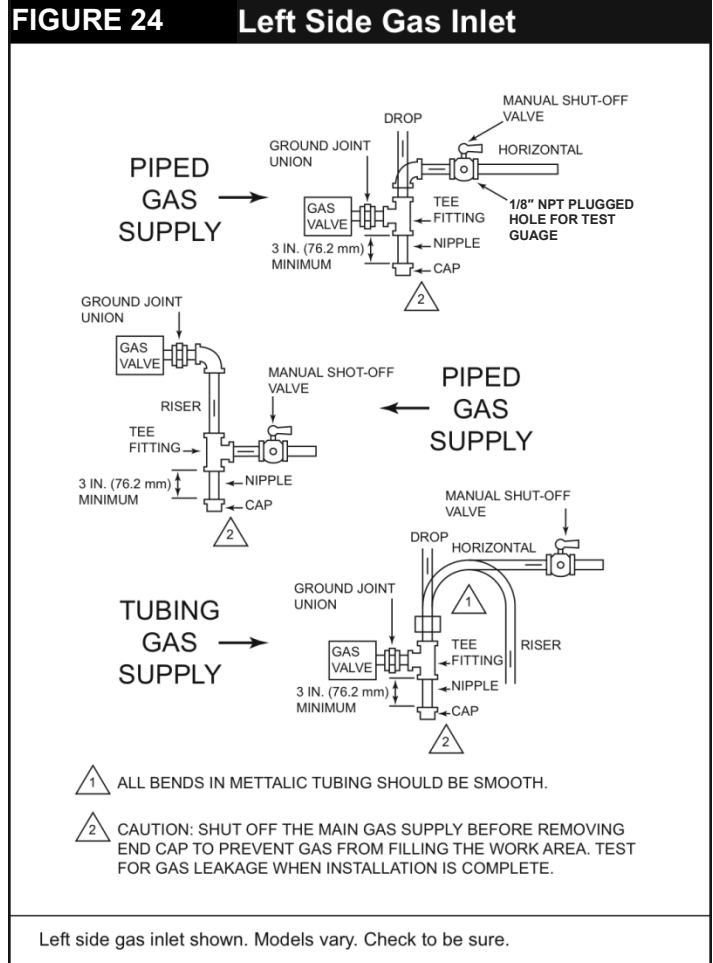 FIGURE 24 Left Side Gas Inlet
MANUAL SHUT-OFF
VALVE
DROP
GROUND JOINT
UNION
HORIZONTAL
PIPED
GAS
SUPPLY
GAS
VALVE
TEE
FITTING
1/8" NPT PLUGGED
HOLE FOR TEST
GUAGE
3 IN. (76.2 mm)
MINIMUM
NIPPLE
CAP
2
GROUND JOINT
UNION
GAS
VALVE
MANUAL SHOT-OFF
VALVE
RISER
PIPED
GAS
SUPPLY
TEE
FITTING
3 IN. (76.2 mm)
MINIMUM
NIPPLE
CAP
2
MANUAL SHUT-OFF
VALVE
DROP
HORIZONTAL
GROUND JOINT
UNION
1
TUBING
GAS
SUPPLY
GAS
VALVE
TEE
FITTING
RISER
3 IN. (76.2 mm)
MINIMUM
NIPPLE
CAP
2
1 ALL BENDS IN METTALIC TUBING SHOULD BE SMOOTH.
2 CAUTION: SHUT OFF THE MAIN GAS SUPPLY BEFORE REMOVING
END CAP TO PREVENT GAS FROM FILLING THE WORK AREA. TEST
FOR GAS LEAKAGE WHEN INSTALLATION IS COMPLETE.
Left side gas inlet shown. Models vary. Check to be sure.